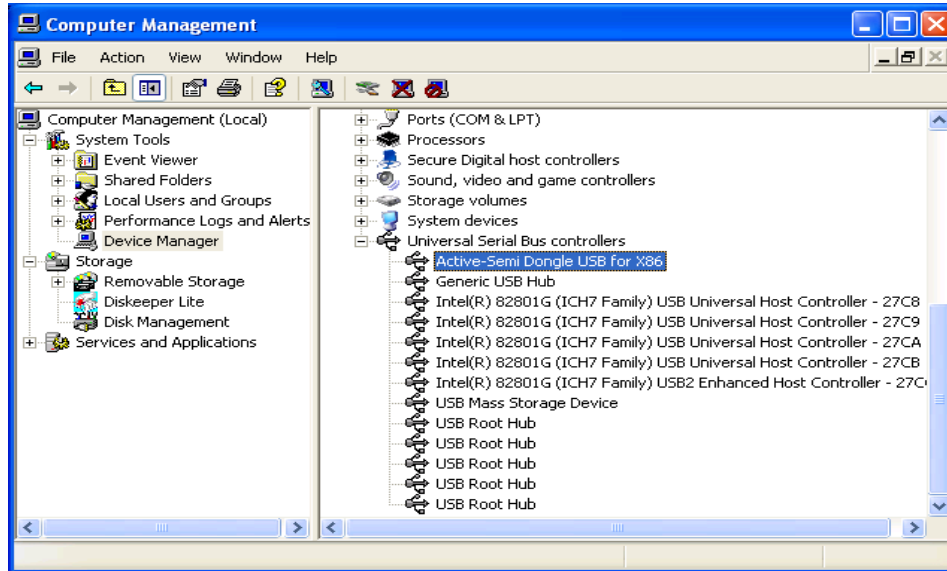 Computer Management
File Action View Window Help
Computer Management (Local)
System Tools
Event Viewer
Shared Folders
Local Users and Groups
Performance Logs and Alerts
Device Manager
Storage
Removable Storage
Diskeeper Lite
Disk Management
Services and Applications
Ports (COM & LPT)
Processors
Secure Digital host controllers
Sound, video and game controllers
Storage volumes
System devices
Universal Serial Bus controllers
Active-Semi Dongle USB for X86
Generic USB Hub
Intel(R) 82801G (ICH7 Family) USB Universal Host Controller - 27C8
Intel(R) 82801G (ICH7 Family) USB Universal Host Controller - 27C9
Intel(R) 82801G (ICH7 Family) USB Universal Host Controller - 27CA
Intel(R) 82801G (ICH7 Family) USB Universal Host Controller - 27CB
Intel(R) 82801G (ICH7 Family) USB2 Enhanced Host Controller - 27C
USB Mass Storage Device
USB Root Hub
USB Root Hub
USB Root Hub
USB Root Hub
USB Root Hub